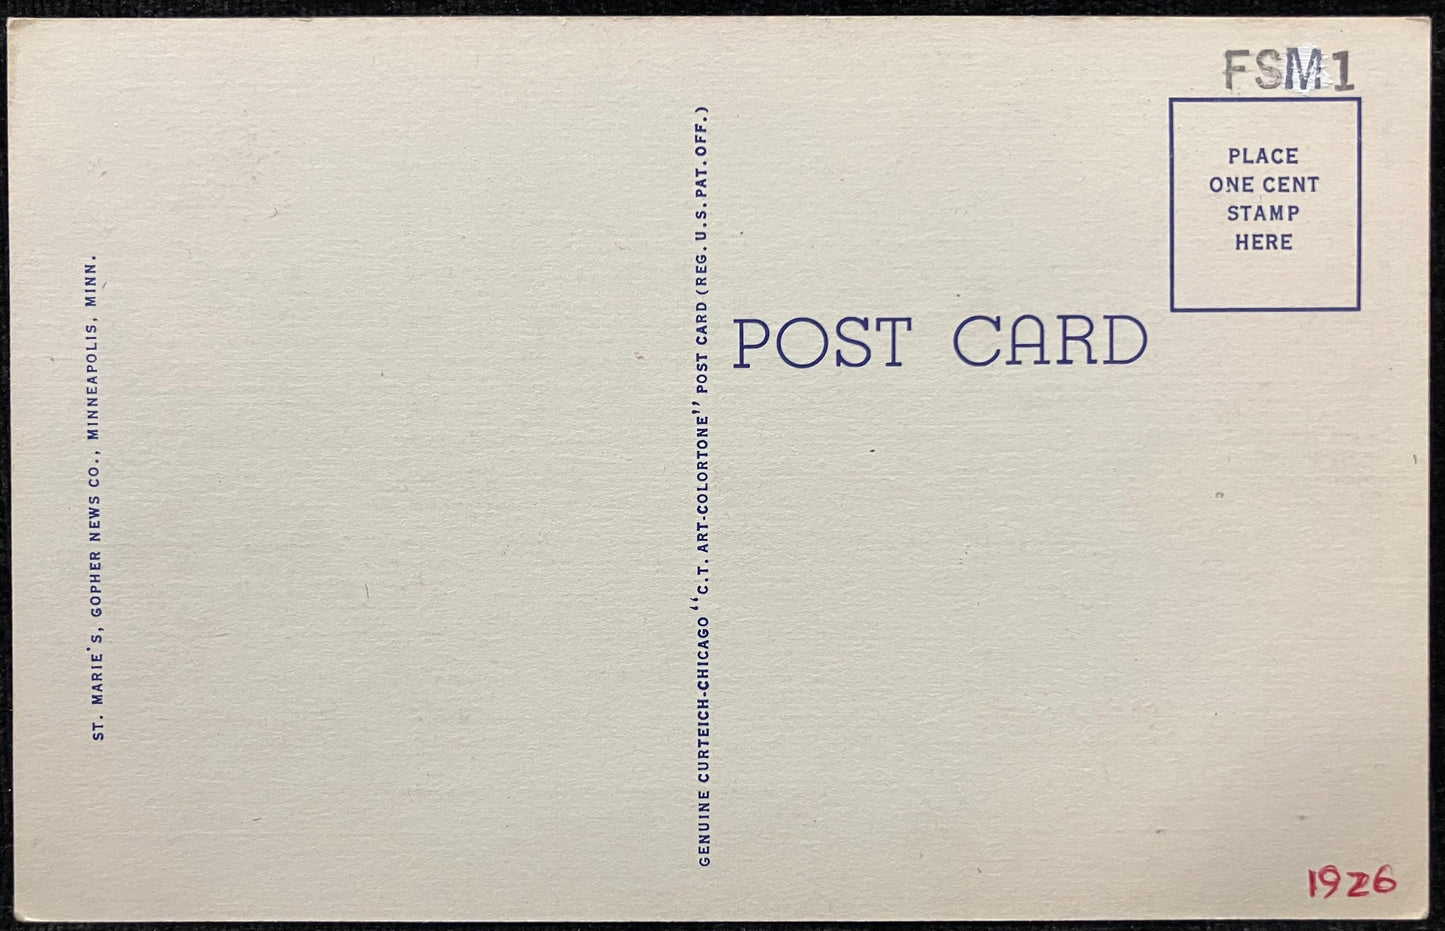 FSM1
PLACE
ONE CENT
STAMP
HERE
POST CARD
ST. MARIE'S, GOPHER NEWS CO., MINNEAPOLIS, MINN.
GENUINE CURTEICH-CHICAGO "C.T. ART-COLORTONE" POST CARD (REG. U.S. PAT. OFF.)
1926